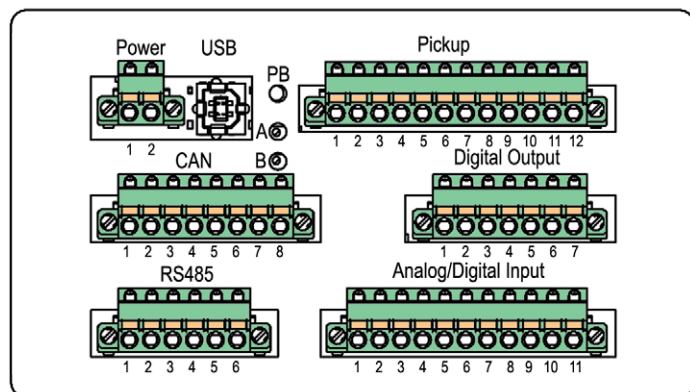 Power
USB
Pickup
PB
A
B
1 2
1 2 3 4 5 6 7 8 9 10 11 12
CAN
Digital Output
1 2 3 4 5 6 7 8
1 2 3 4 5 6 7
RS485
Analog/Digital Input
1 2 3 4 5 6
1 2 3 4 5 6 7 8 9 10 11